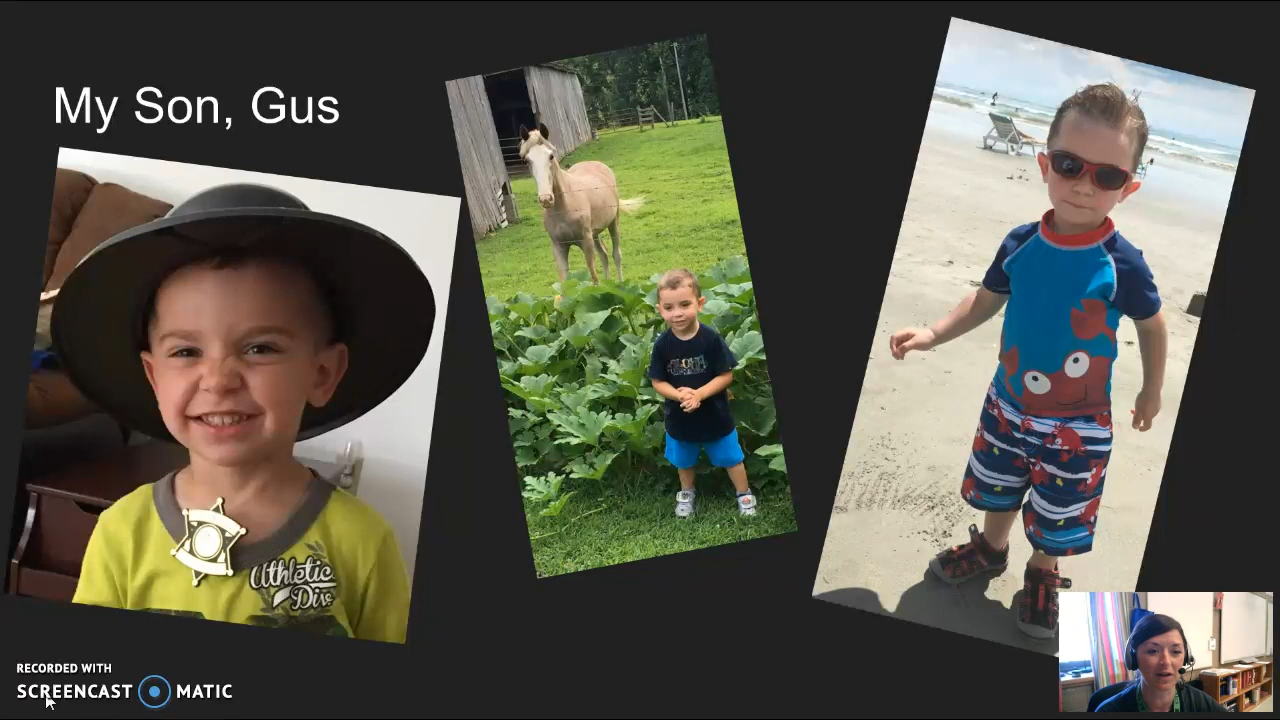 My Son, Gus
Athletic
Div
RECORDED WITH
SCREENCAST MATIC